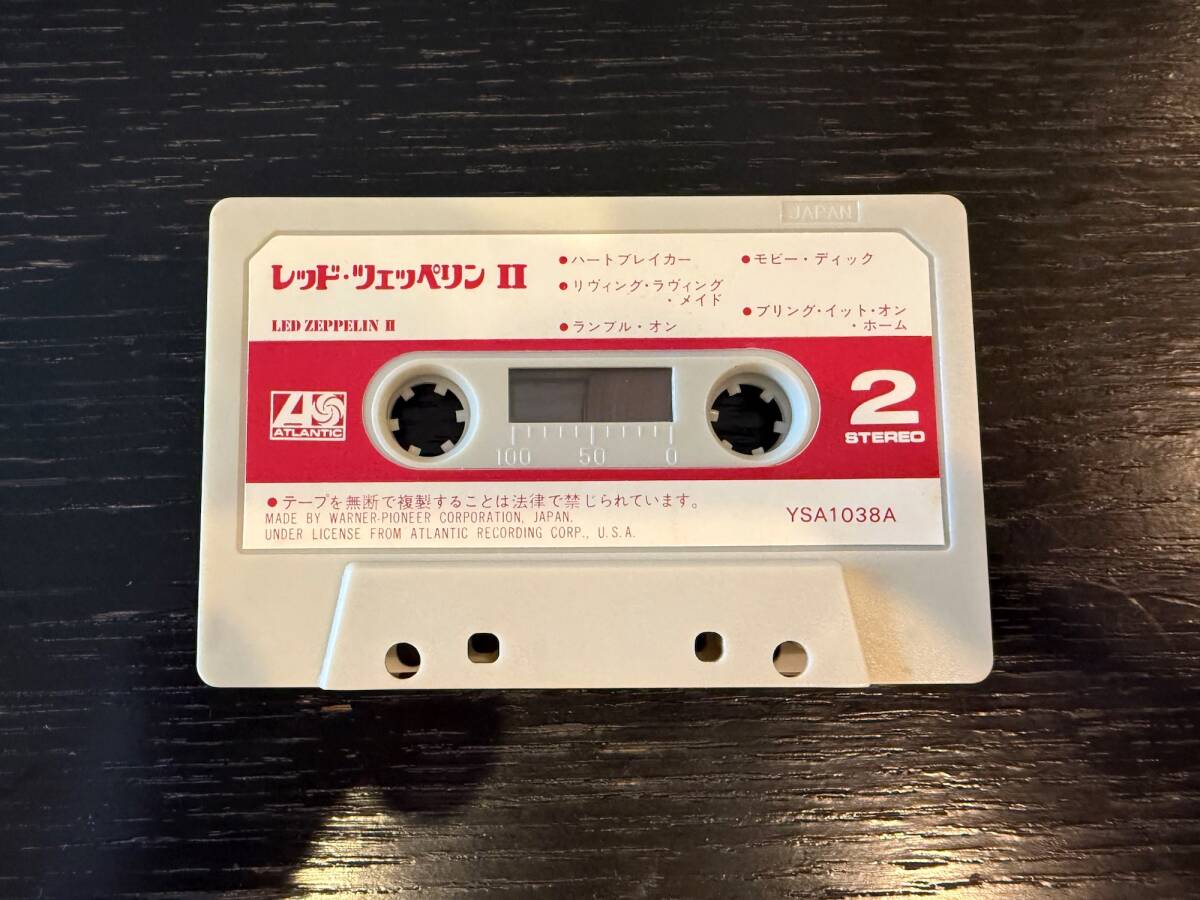 JAPAN
レッド・ツェッペリン II
LED ZEPPELIN II
●ハートブレイカー
●リヴィング・ラヴィング
・メイド
●ランブル・オン
●モビー・ディック
●ブリング・イット・オン
・ホーム
ATLANTIC
100 50 0
2
STEREO
●テープを無断で複製することは法律で禁じられています。
MADE BY WARNER-PIONEER CORPORATION, JAPAN.
UNDER LICENSE FROM ATLANTIC RECORDING CORP., U.S.A.
YSA1038A